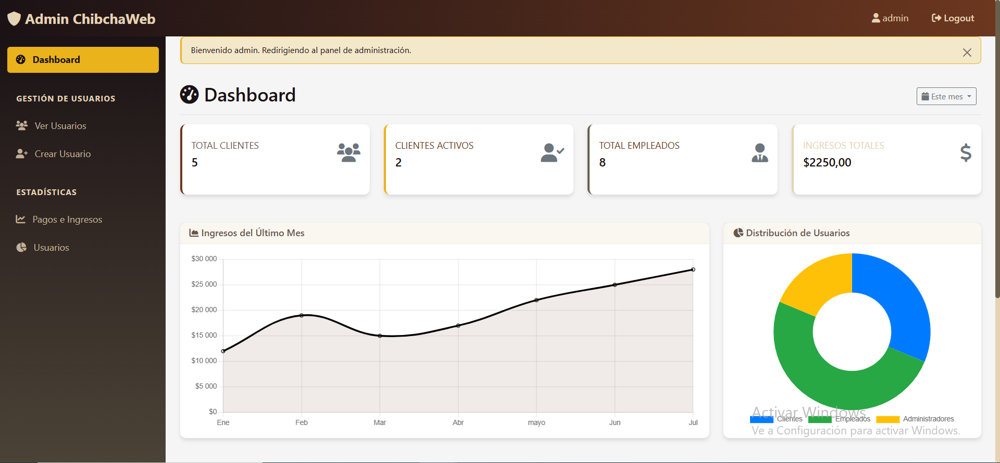 Admin ChibchaWeb
admin
Logout
Dashboard
GESTIÓN DE USUARIOS
Ver Usuarios
Crear Usuario
ESTADÍSTICAS
Pagos e Ingresos
Usuarios
Bienvenido admin. Redirigiendo al panel de administración.
Dashboard
Este mes
TOTAL CLIENTES
5
CLIENTES ACTIVOS
2
TOTAL EMPLEADOS
8
INGRESOS TOTALES
$2250,00
Ingresos del Último Mes
$30 000
$25 000
$20 000
$15 000
$10 000
$5 000
$0
Ene Feb Mar Abr mayo Jun Jul
Distribución de Usuarios
Activar Windows
Clientes Empleados Administradores
Ve a Configuración para activar Windows.